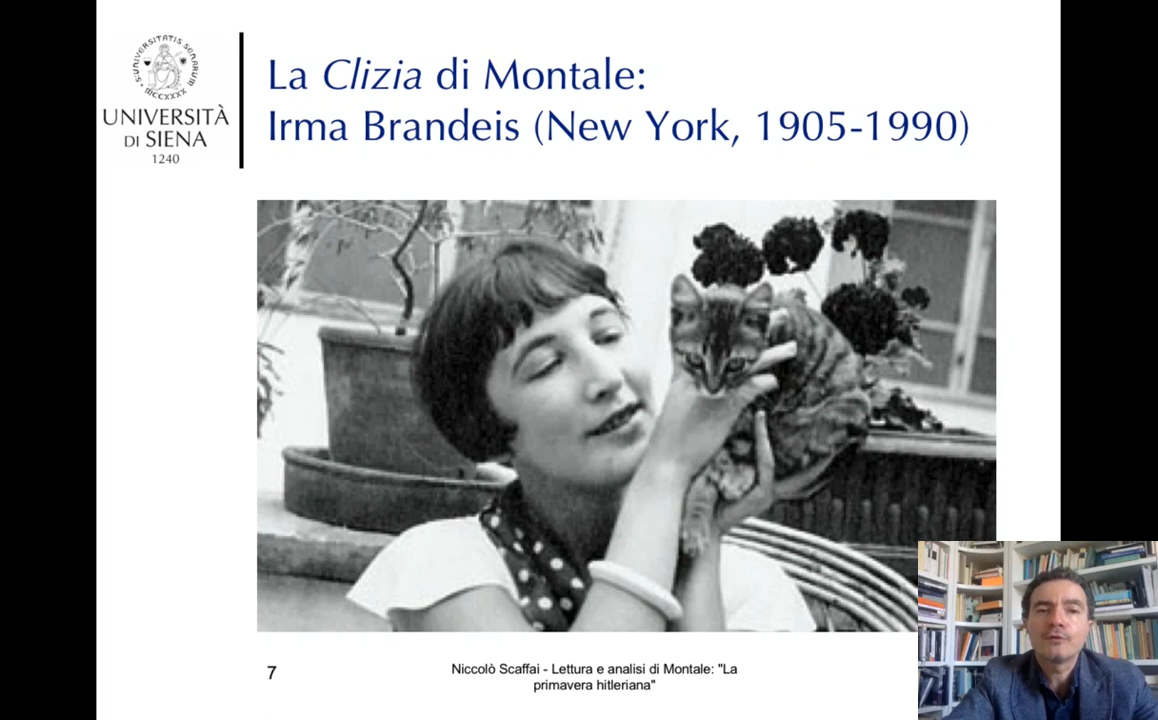 UNIVERSITÀ
DI SIENA
1240
La Clizia di Montale:
Irma Brandeis (New York, 1905-1990)
7
Niccolò Scaffai - Lettura e analisi di Montale: "La
primavera hitleriana"